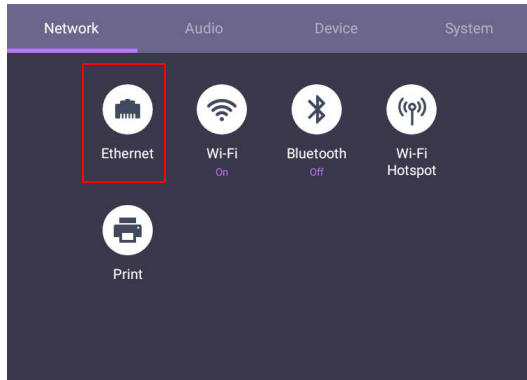 Network Audio Device System
Ethernet Wi-Fi Bluetooth Wi-Fi
On Off Hotspot
Print